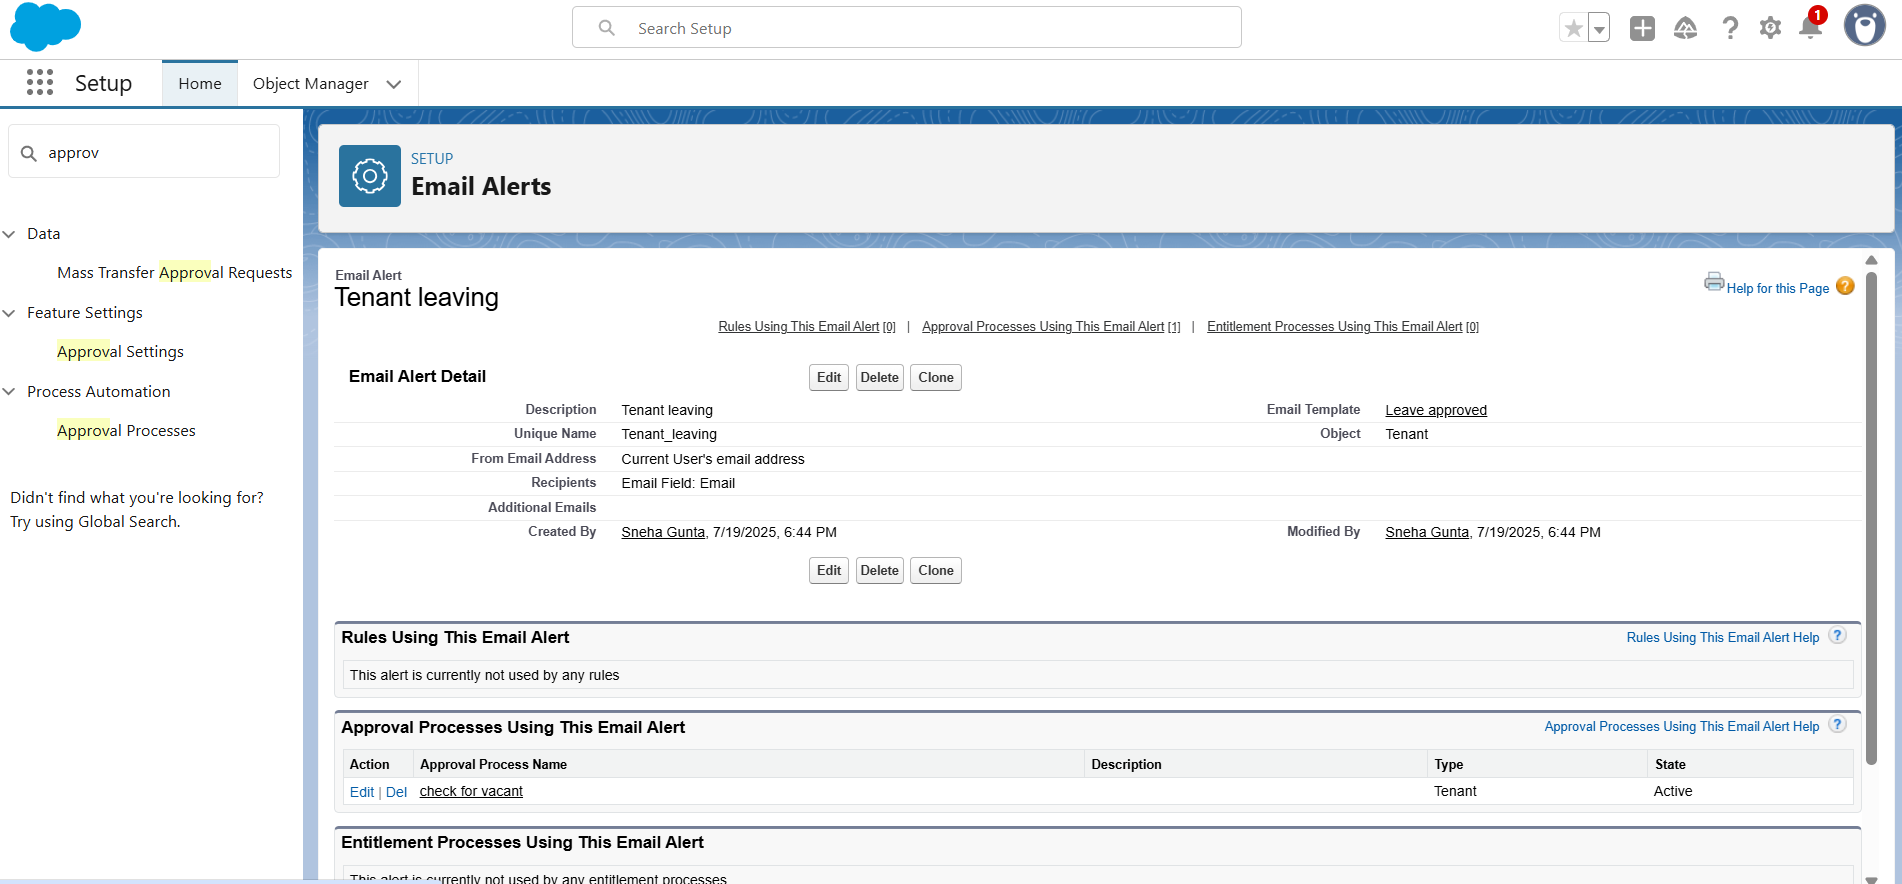 Search Setup
1
Setup
Home
Object Manager
approv
Data
Mass Transfer Approval Requests
Feature Settings
Approval Settings
Process Automation
Approval Processes
Didn't find what you're looking for?
Try using Global Search.
SETUP
Email Alerts
Email Alert
Tenant leaving
Help for this Page ?
Rules Using This Email Alert [0] | Approval Processes Using This Email Alert [1] | Entitlement Processes Using This Email Alert [0]
Email Alert Detail Edit Delete Clone
Description Tenant leaving Email Template Leave approved
Unique Name Tenant_leaving Object Tenant
From Email Address Current User's email address
Recipients Email Field: Email
Additional Emails
Created By Sneha Gunta, 7/19/2025, 6:44 PM Modified By Sneha Gunta, 7/19/2025, 6:44 PM
Edit Delete Clone
Rules Using This Email Alert Rules Using This Email Alert Help ?
This alert is currently not used by any rules
Approval Processes Using This Email Alert Approval Processes Using This Email Alert Help ?
Action Approval Process Name Description Type State
Edit | Del check for vacant Tenant Active
Entitlement Processes Using This Email Alert
This alert is currently not used by any entitlement processes